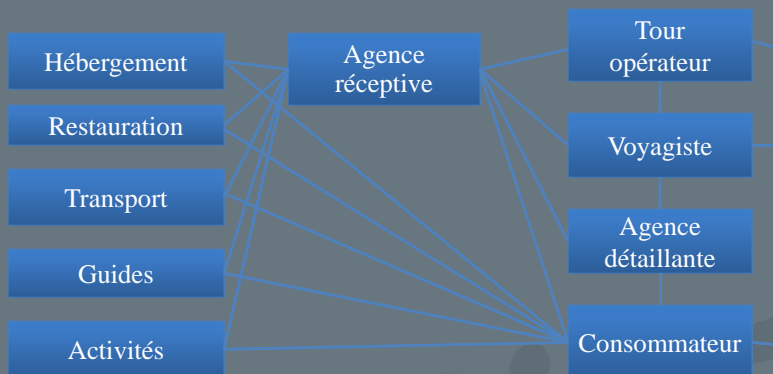 Hébergement
Restauration
Transport
Guides
Activités
Agence
réceptive
Tour
opérateur
Voyagiste
Agence
détaillante
Consommateur